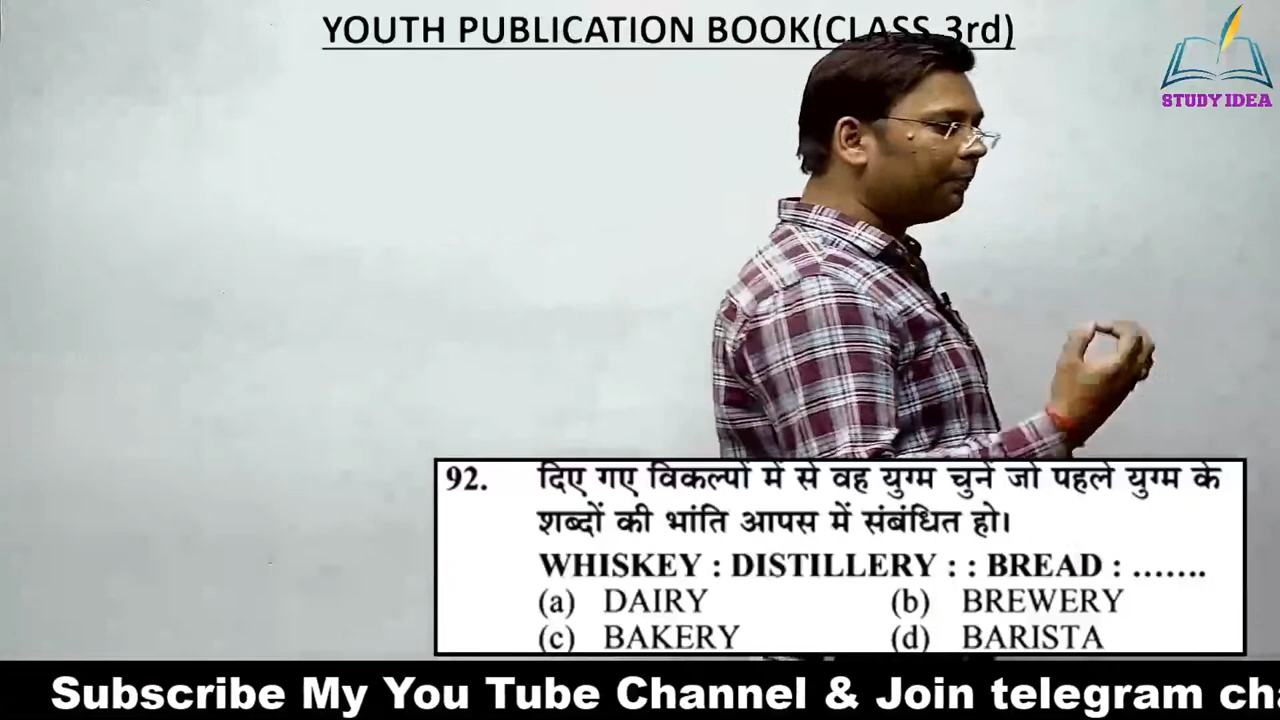 YOUTH PUBLICATION BOOK(CLASS 3rd)
STUDY IDEA
92. दिए गए विकल्पों में से वह युग्म चुनें जो पहले युग्म के
शब्दों की भांति आपस में संबंधित हो।
WHISKEY : DISTILLERY : : BREAD : .......
(a) DAIRY (b) BREWERY
(c) BAKERY (d) BARISTA
Subscribe My You Tube Channel & Join telegram cha